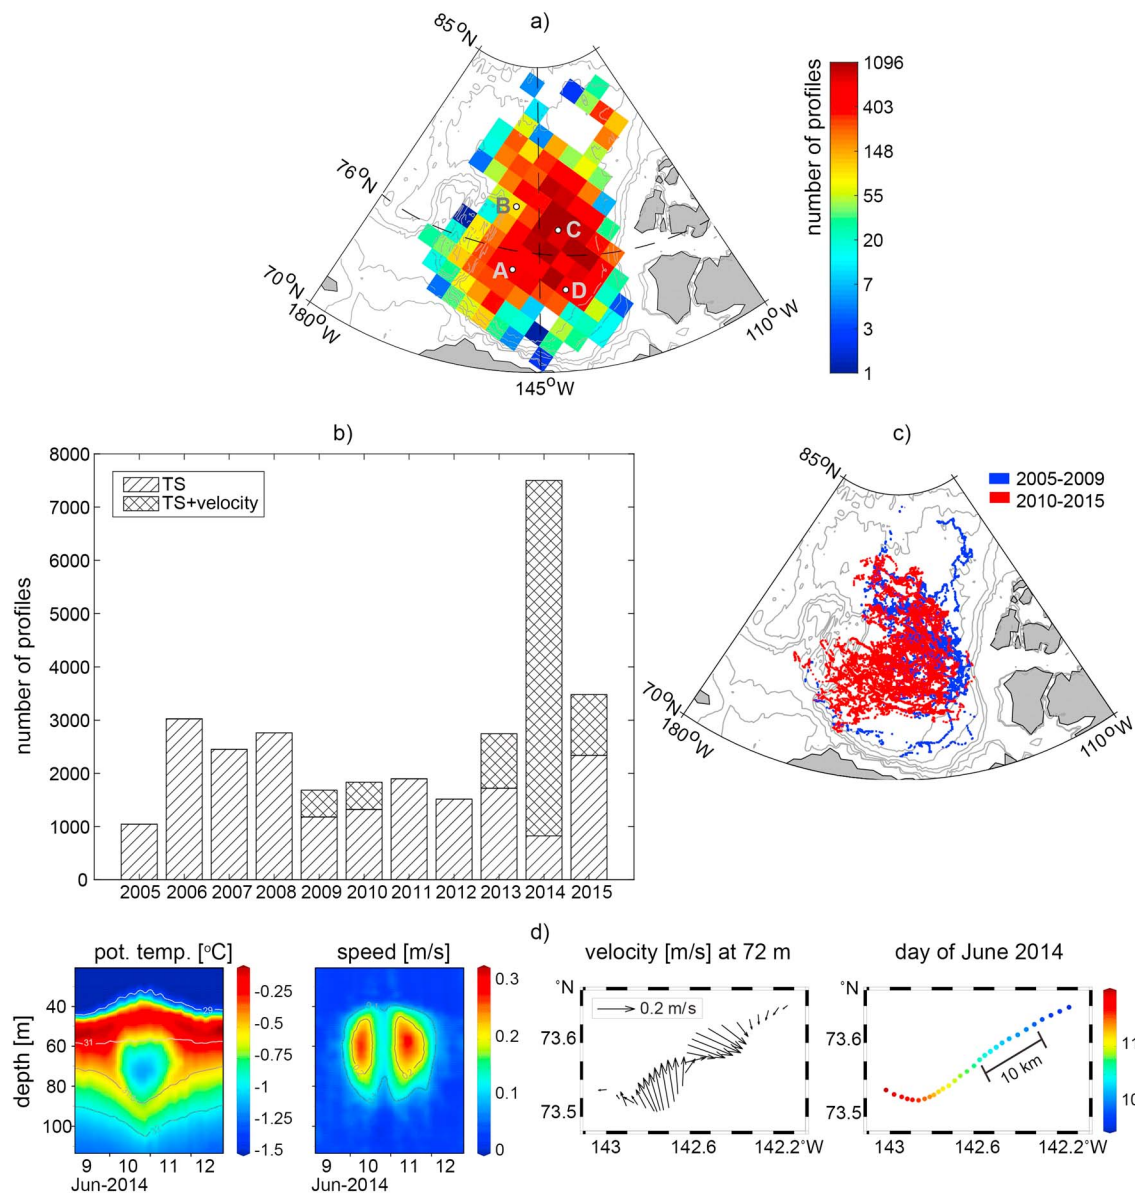 a)
85°N
76°N
70°N
180°W
145°W
110°W
A
B
C
D
number of profiles
1096
403
148
55
20
7
3
1
b)
TS
TS+velocity
number of profiles
8000
7000
6000
5000
4000
3000
2000
1000
0
2005 2006 2007 2008 2009 2010 2011 2012 2013 2014 2015
c)
85°N
70°N
180°W
110°W
2005-2009
2010-2015
d)
pot. temp. [°C]
depth [m]
40
60
80
100
29
31
9 10 11 12
Jun-2014
-0.25
-0.5
-0.75
-1
-1.25
-1.5
speed [m/s]
9 10 11 12
Jun-2014
0.3
0.2
0.1
0
velocity [m/s] at 72 m
°N
0.2 m/s
73.6
73.5
143 142.6 142.2°W
day of June 2014
°N
10 km
73.6
73.5
143 142.6 142.2°W
11
10